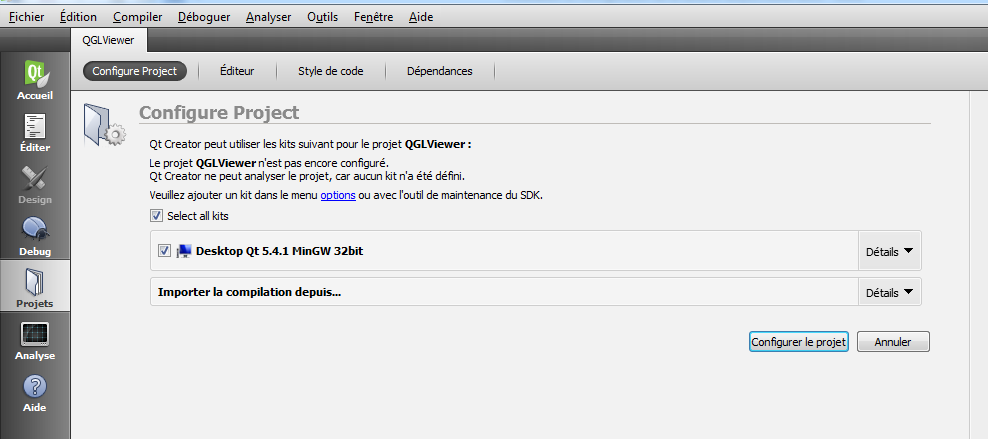 Fichier Édition Compiler Déboguer Analyser Outils Fenêtre Aide
QGLViewer
Configure Project Éditeur Style de code Dépendances
Qt
Accueil
Éditer
Design
Debug
Projets
Analyse
Aide
Configure Project
Qt Creator peut utiliser les kits suivant pour le projet QGLViewer :
Le projet QGLViewer n'est pas encore configuré.
Qt Creator ne peut analyser le projet, car aucun kit n'a été défini.
Veuillez ajouter un kit dans le menu options ou avec l'outil de maintenance du SDK.
Select all kits
Desktop Qt 5.4.1 MinGW 32bit Détails
Importer la compilation depuis... Détails
Configurer le projet Annuler